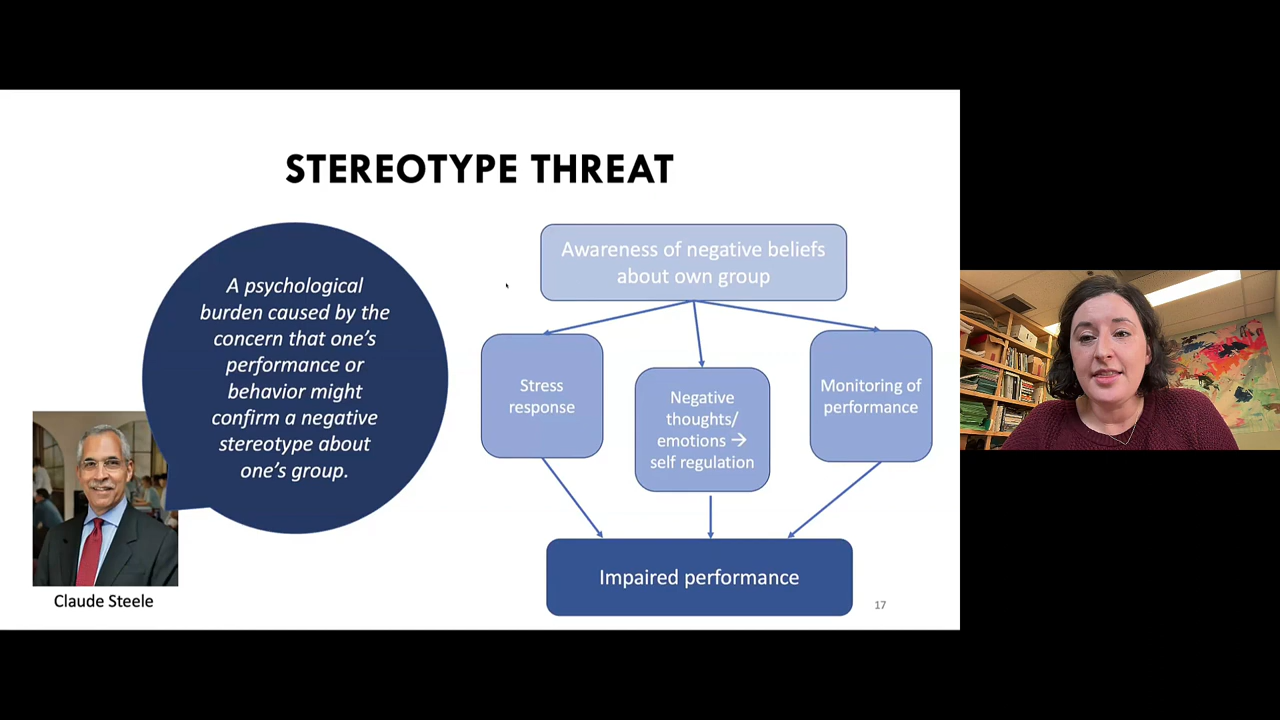 STEREOTYPE THREAT
A psychological
burden caused by the
concern that one's
performance or
behavior might
confirm a negative
stereotype about
one's group.
Claude Steele
Awareness of negative beliefs
about own group
Stress
response
Negative
thoughts/
emotions →
self regulation
Monitoring of
performance
Impaired performance
17